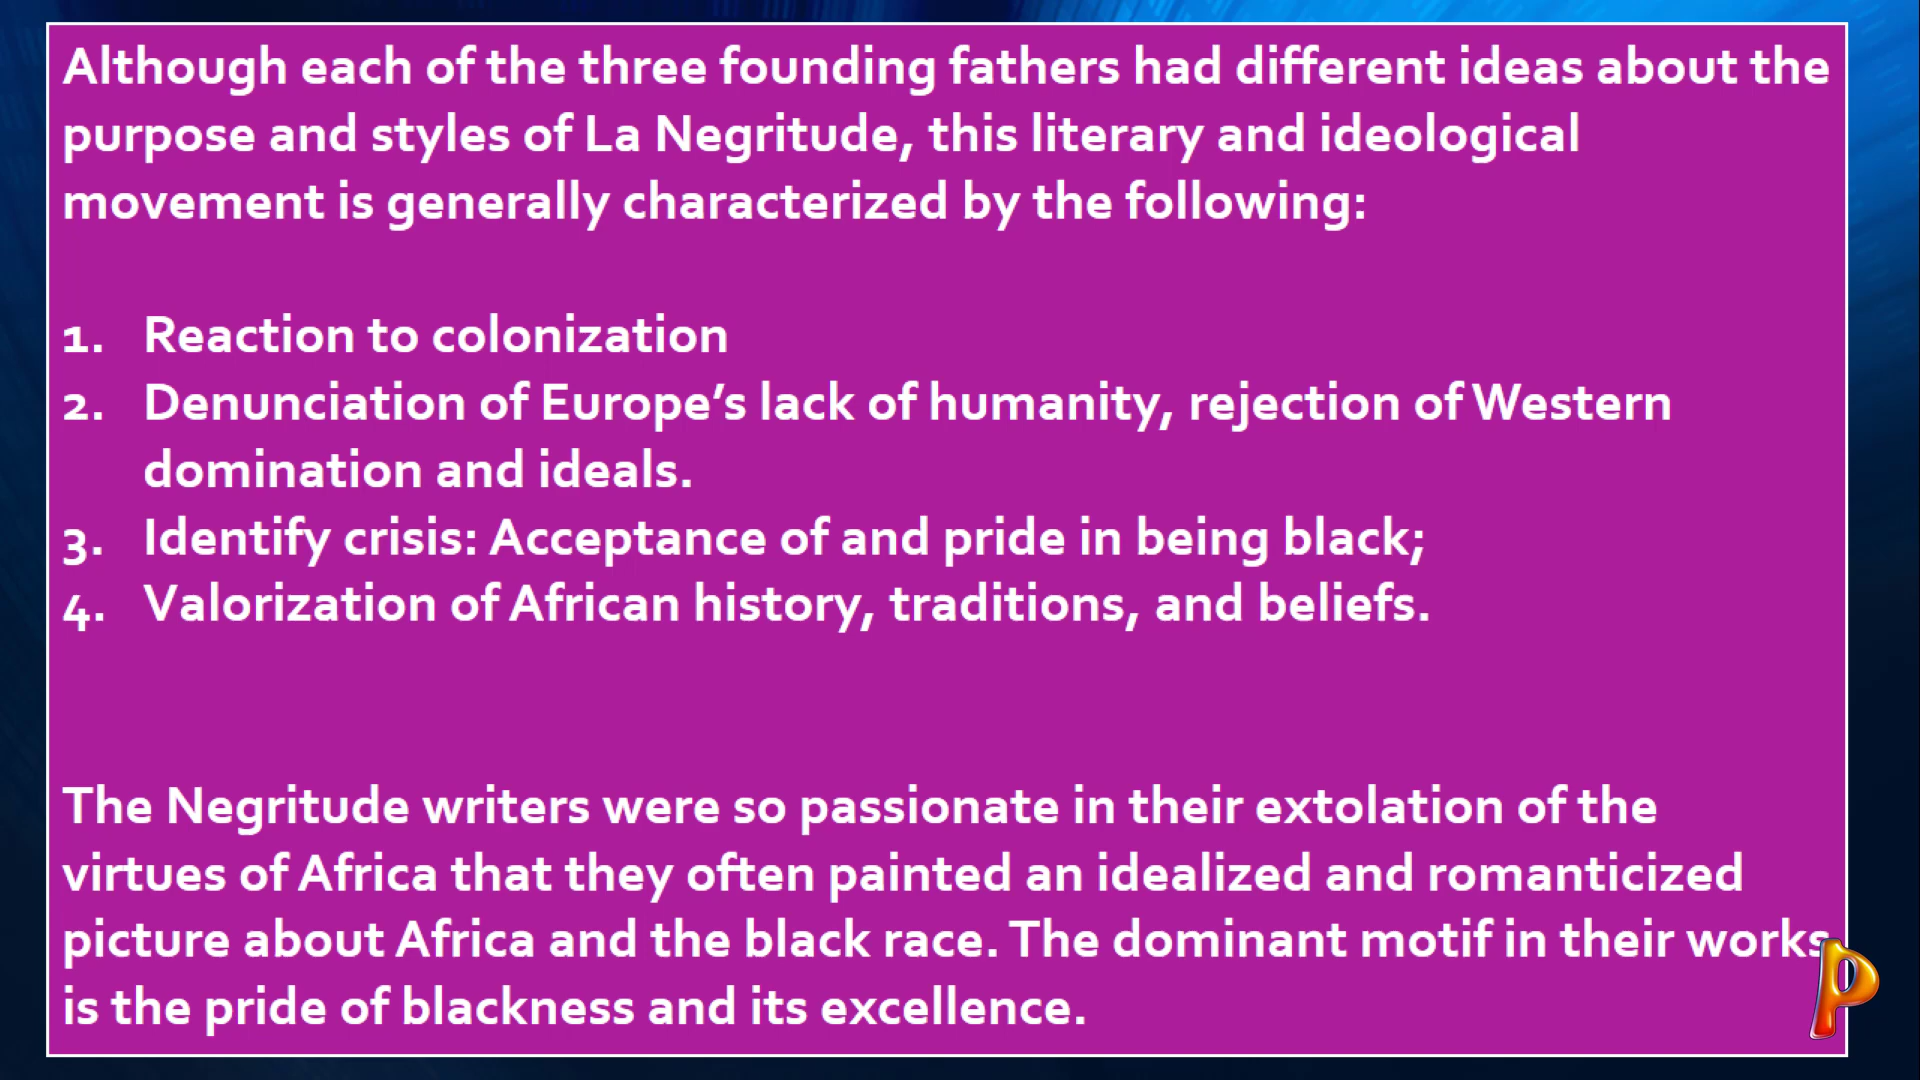 Although each of the three founding fathers had different ideas about the
purpose and styles of La Negritude, this literary and ideological
movement is generally characterized by the following:
1. Reaction to colonization
2. Denunciation of Europe’s lack of humanity, rejection of Western
domination and ideals.
3. Identify crisis: Acceptance of and pride in being black;
4. Valorization of African history, traditions, and beliefs.
The Negritude writers were so passionate in their extolation of the
virtues of Africa that they often painted an idealized and romanticized
picture about Africa and the black race. The dominant motif in their works
is the pride of blackness and its excellence.
P